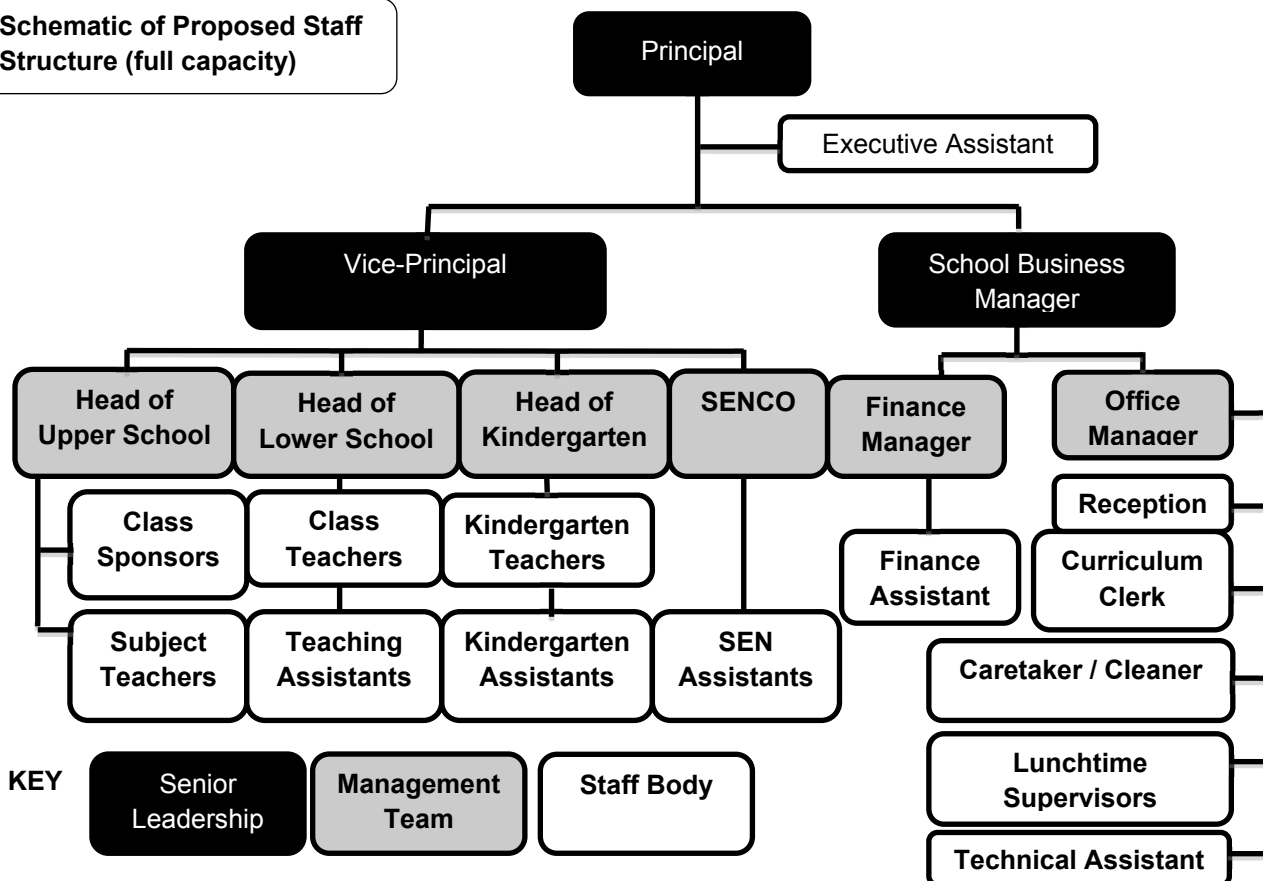 Schematic of Proposed Staff
Structure (full capacity)
Principal
Executive Assistant
Vice-Principal
School Business
Manager
Head of
Upper School
Head of
Lower School
Head of
Kindergarten
SENCO
Finance
Manager
Office
Manager
Class
Sponsors
Class
Teachers
Kindergarten
Teachers
Reception
Finance
Assistant
Curriculum
Clerk
Subject
Teachers
Teaching
Assistants
Kindergarten
Assistants
SEN
Assistants
Caretaker / Cleaner
Lunchtime
Supervisors
Technical Assistant
KEY
Senior
Leadership
Management
Team
Staff Body